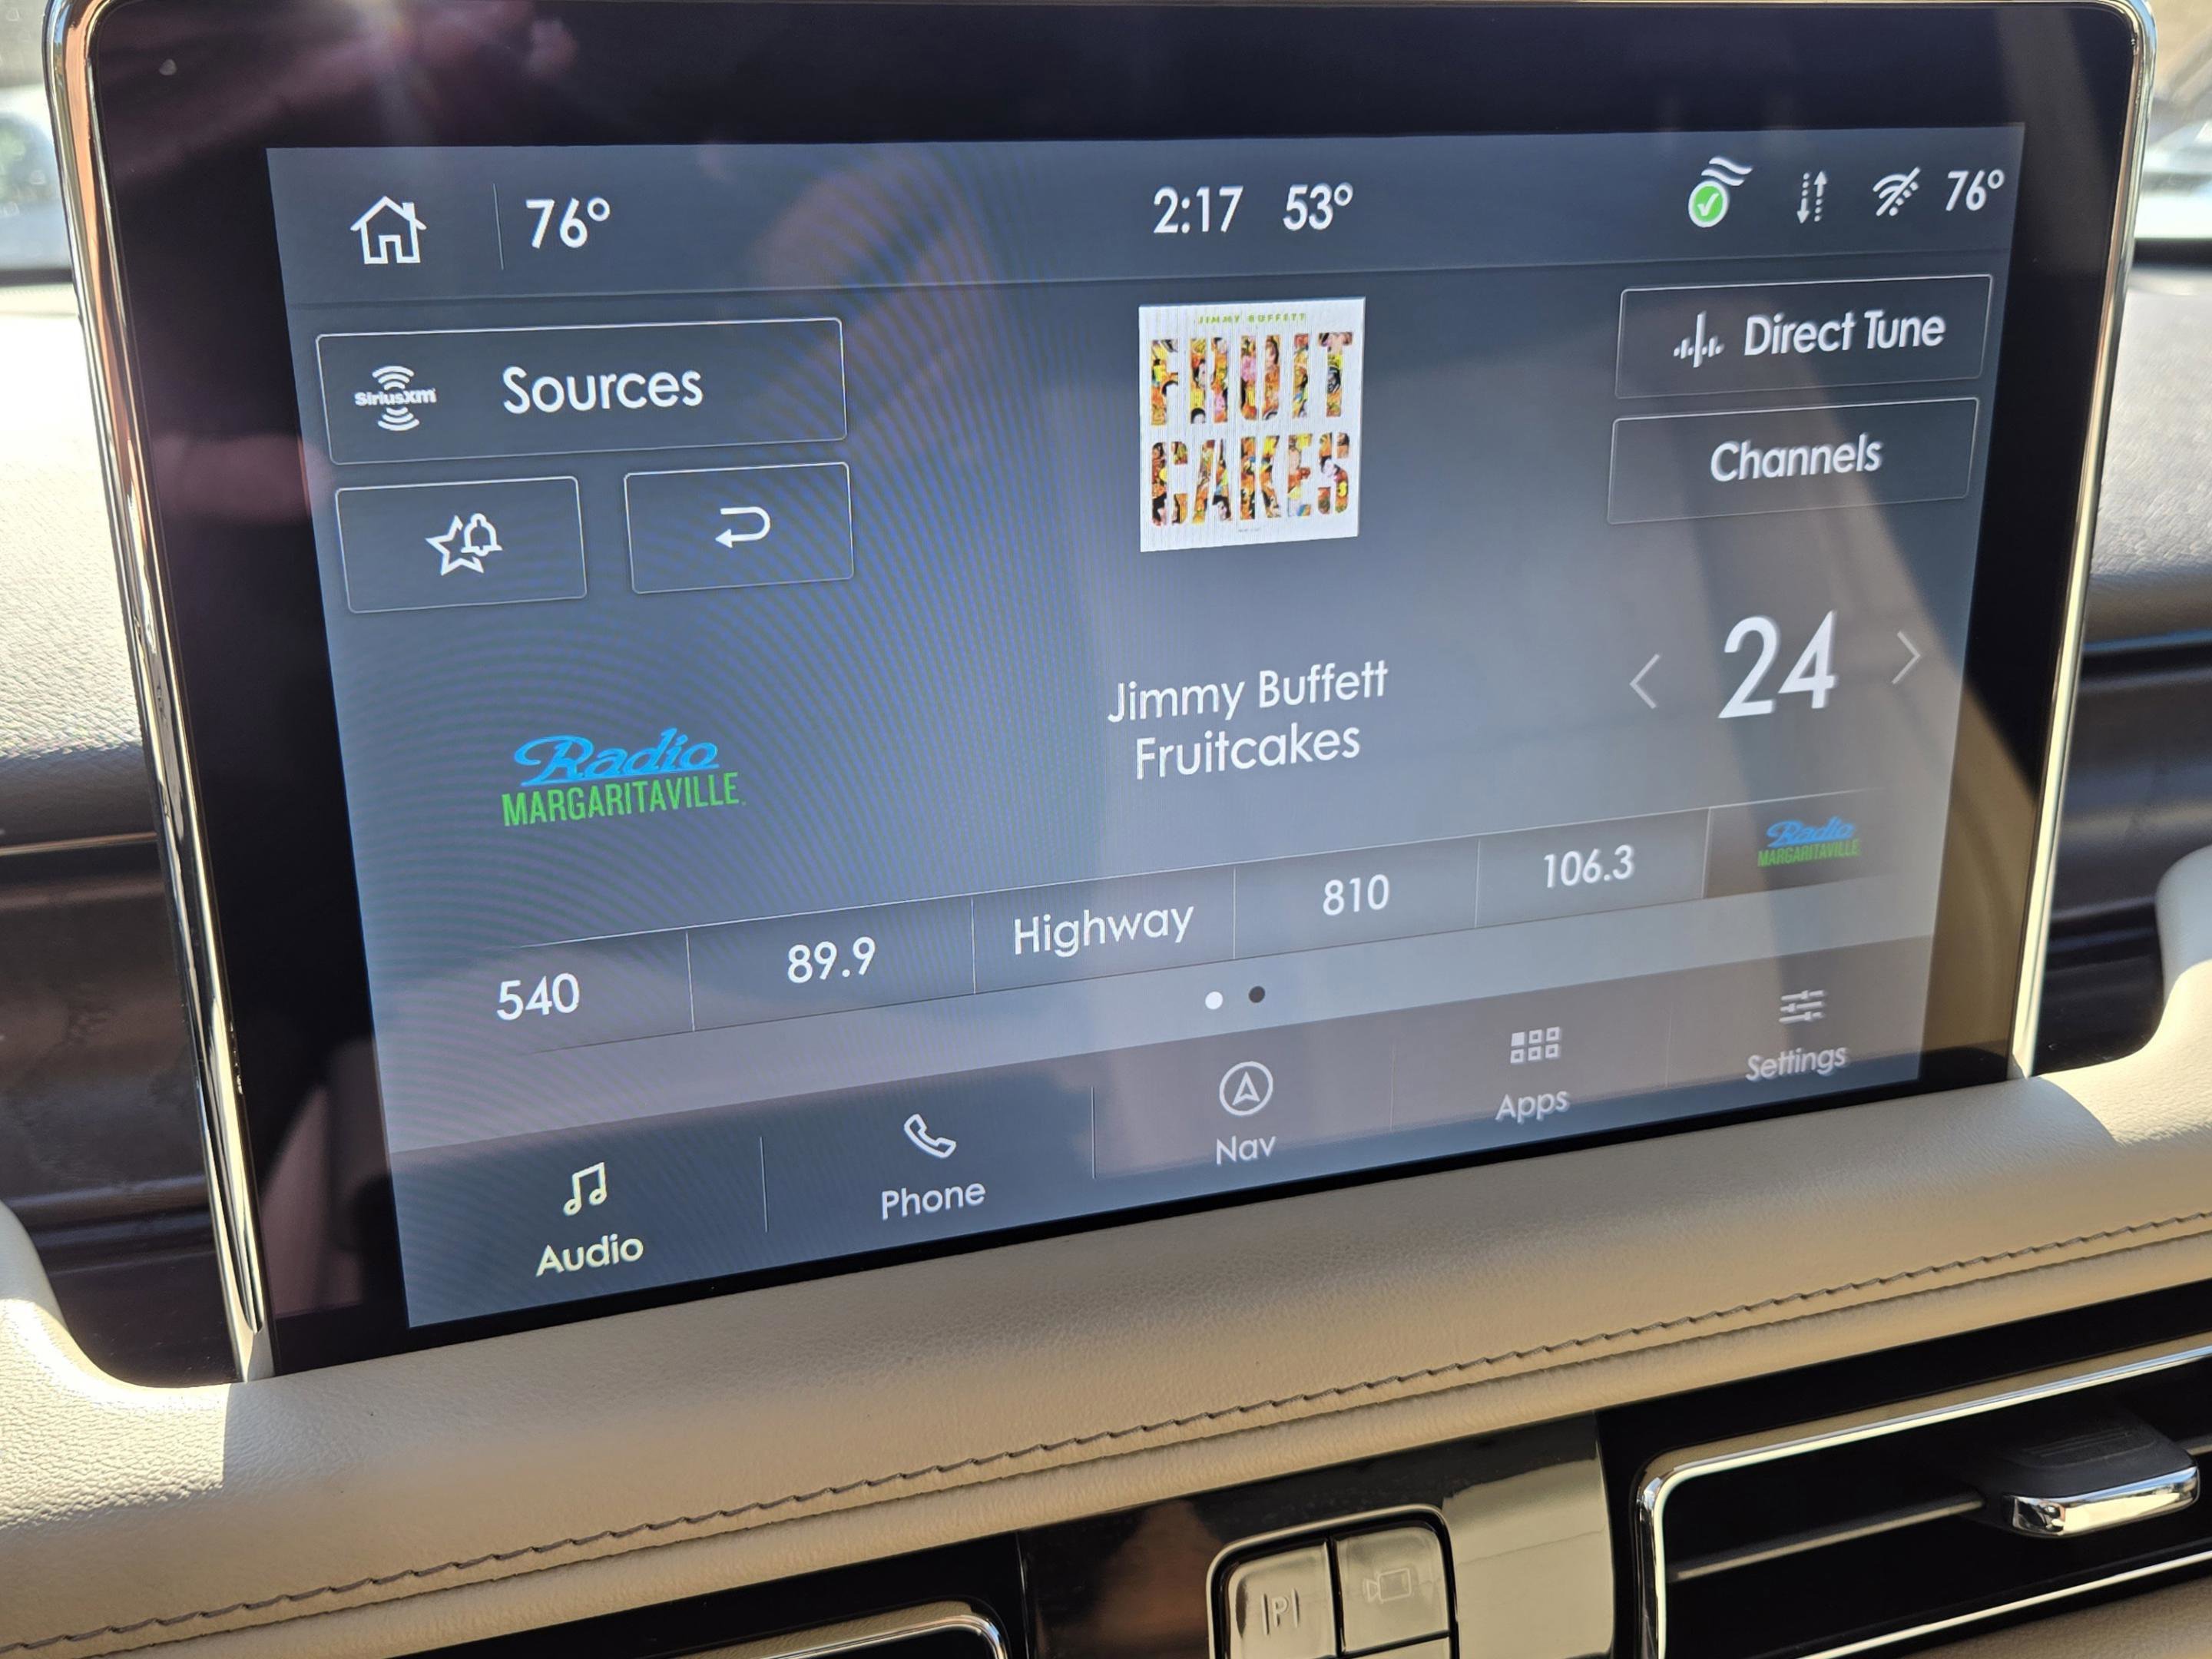 76°
2:17 53°
76°
SiriusXM
Sources
JIMMY BUFFETT
FRUIT
CAKES
Direct Tune
Channels
Jimmy Buffett
Fruitcakes
24
Radio
MARGARITAVILLE
540
89.9
Highway
810
106.3
Radio
MARGARITAVILLE
Audio
Phone
Nav
Apps
Settings
P